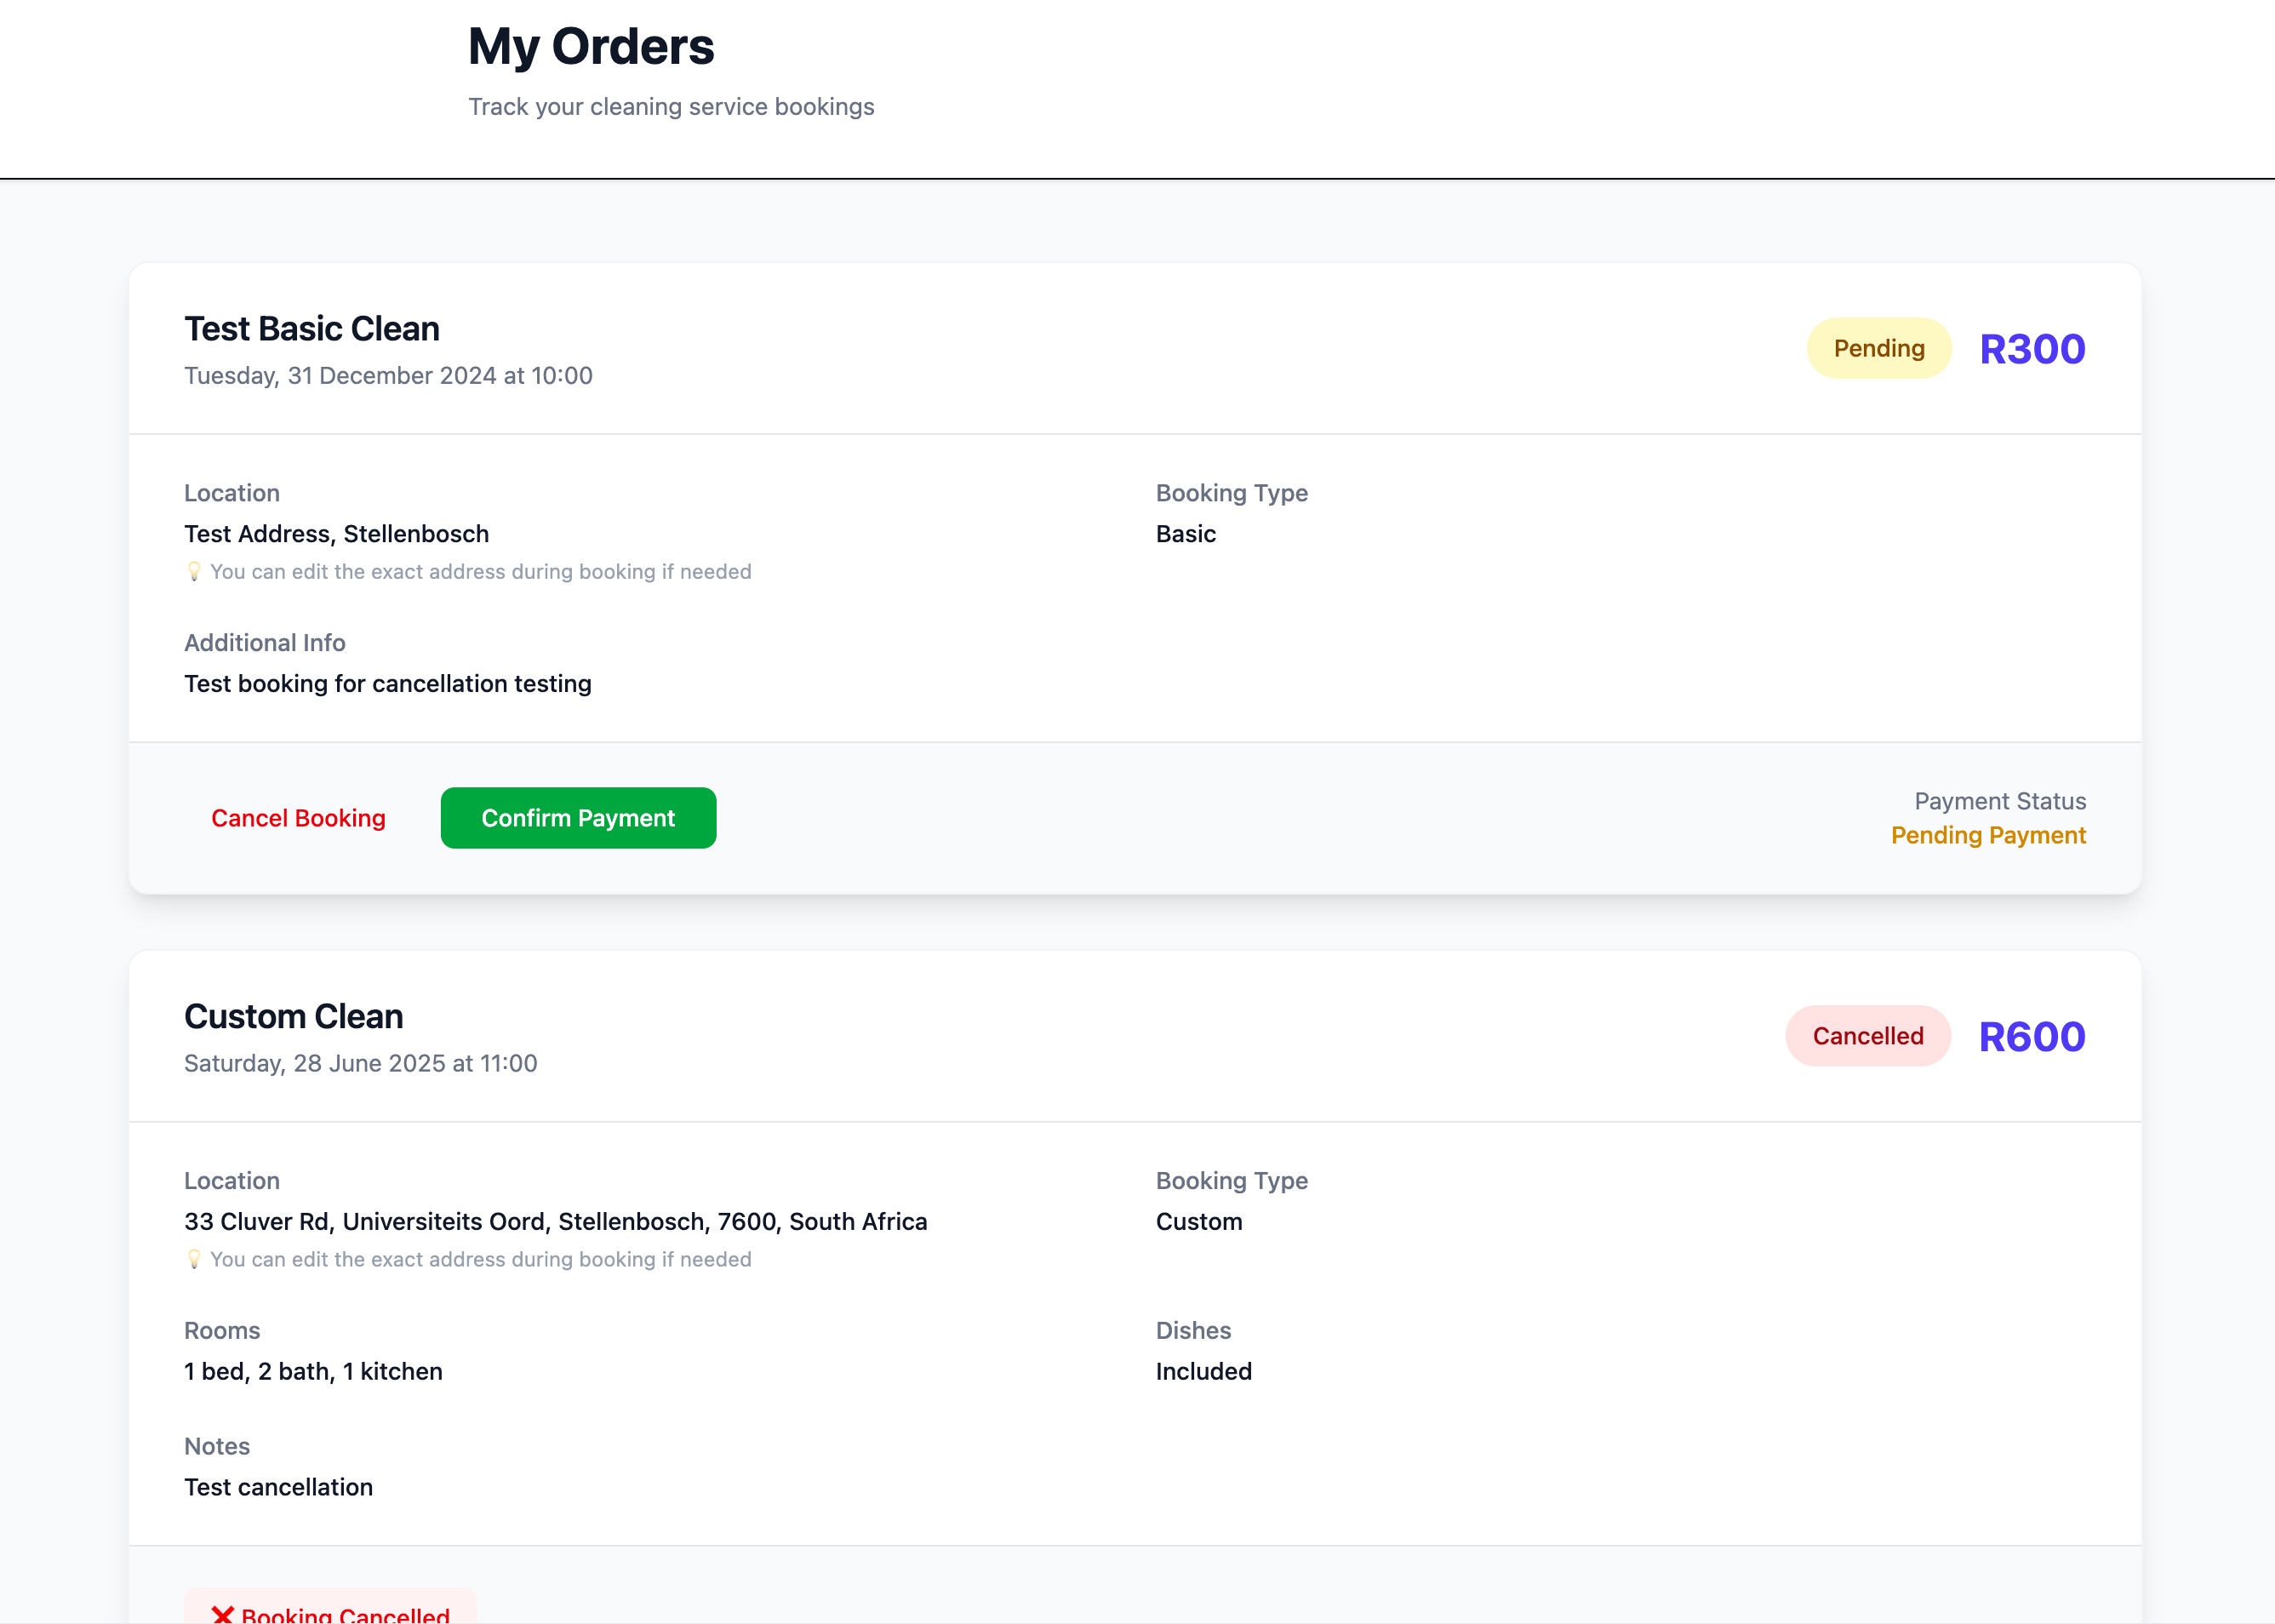 My Orders
Track your cleaning service bookings
Test Basic Clean
Tuesday, 31 December 2024 at 10:00
Pending
R300
Location
Test Address, Stellenbosch
💡 You can edit the exact address during booking if needed
Booking Type
Basic
Additional Info
Test booking for cancellation testing
Cancel Booking
Confirm Payment
Payment Status
Pending Payment
Custom Clean
Saturday, 28 June 2025 at 11:00
Cancelled
R600
Location
33 Cluver Rd, Universiteits Oord, Stellenbosch, 7600, South Africa
💡 You can edit the exact address during booking if needed
Booking Type
Custom
Rooms
1 bed, 2 bath, 1 kitchen
Dishes
Included
Notes
Test cancellation
❌ Booking Cancelled